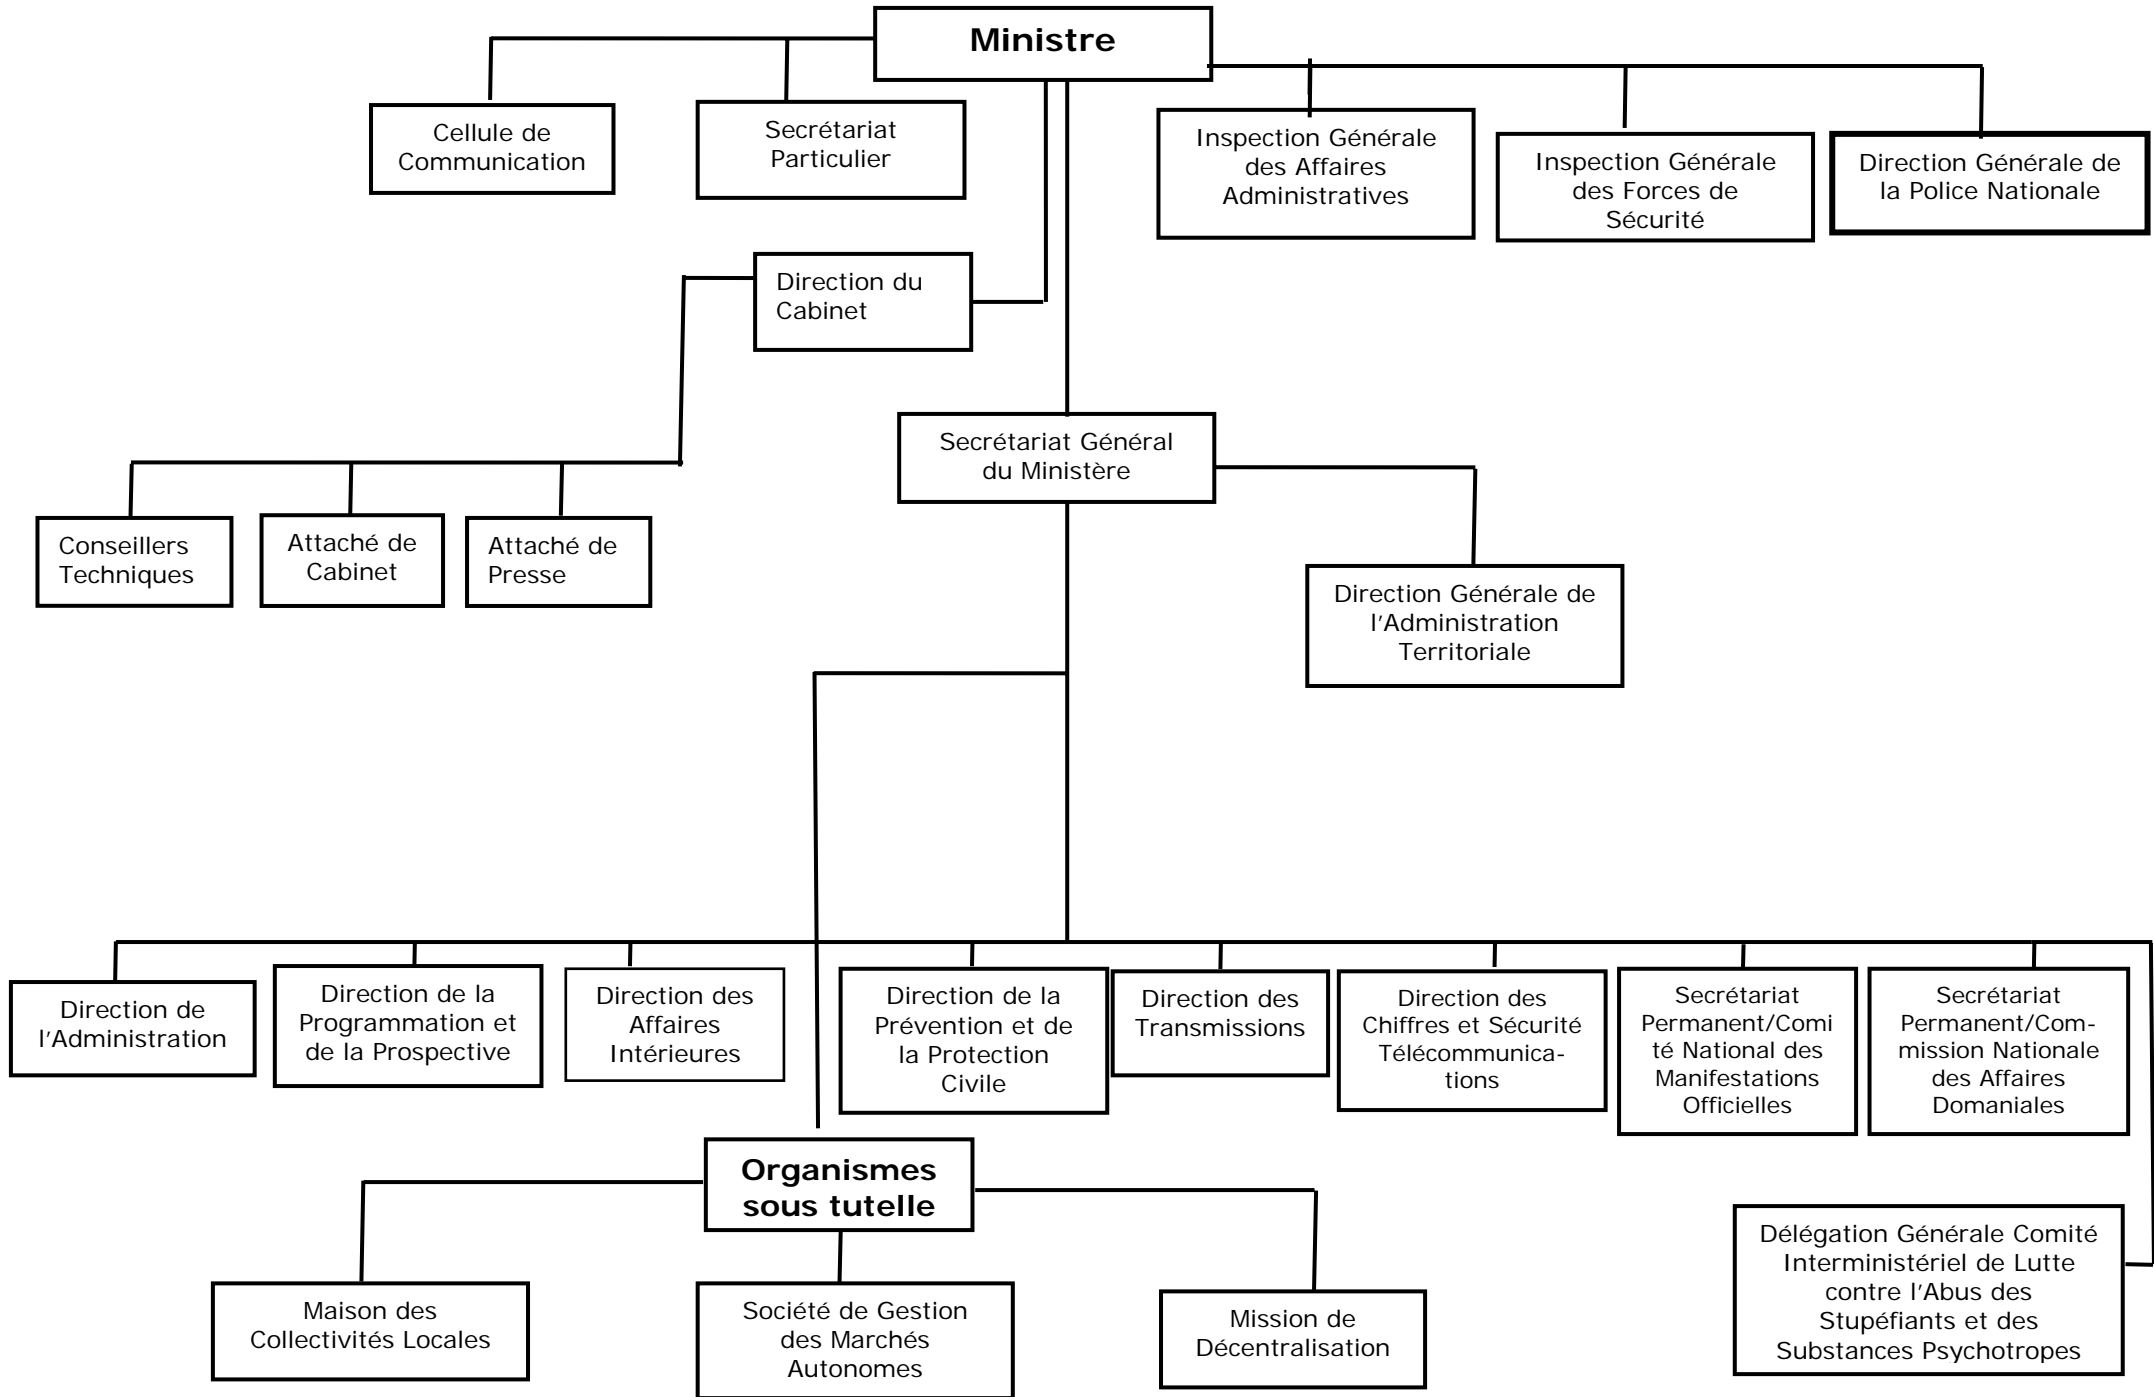 Ministre
Cellule de
Communication
Secrétariat
Particulier
Inspection Générale
des Affaires
Administratives
Inspection Générale
des Forces de
Sécurité
Direction Générale de
la Police Nationale
Direction du
Cabinet
Secrétariat Général
du Ministère
Conseillers
Techniques
Attaché de
Cabinet
Attaché de
Presse
Direction Générale de
l'Administration
Territoriale
Direction de
l'Administration
Direction de la
Programmation et
de la Prospective
Direction des
Affaires
Intérieures
Direction de la
Prévention et de
la Protection
Civile
Direction des
Transmissions
Direction des
Chiffres et Sécurité
Télécommunica-
tions
Secrétariat
Permanent/Comi
té National des
Manifestations
Officielles
Secrétariat
Permanent/Com-
mission Nationale
des Affaires
Domaniales
Organismes
sous tutelle
Maison des
Collectivités Locales
Société de Gestion
des Marchés
Autonomes
Mission de
Décentralisation
Délégation Générale Comité
Interministériel de Lutte
contre l'Abus des
Stupéfiants et des
Substances Psychotropes